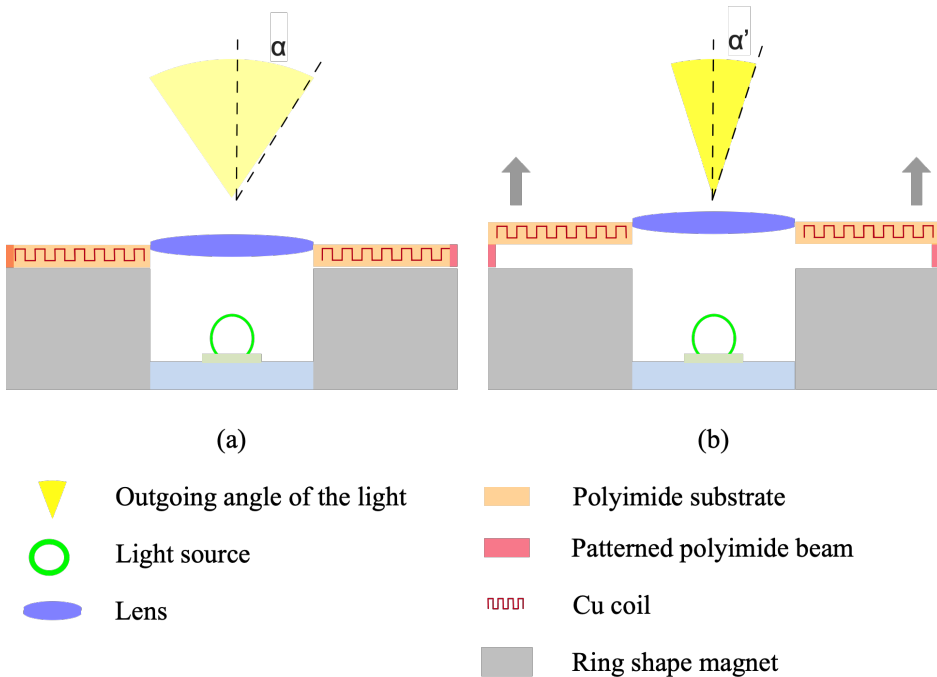 α
α’
(a)
(b)
Outgoing angle of the light
Light source
Lens
Polyimide substrate
Patterned polyimide beam
Cu coil
Ring shape magnet